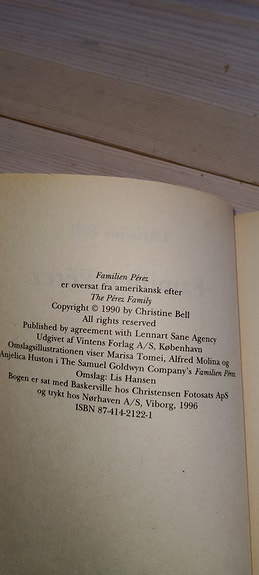 Familien Pérez
er oversat fra amerikansk efter
The Pérez Family
Copyright © 1990 by Christine Bell
All rights reserved
Published by agreement with Lennart Sane Agency
Udgivet af Vintens Forlag A/S, København
Omslagsillustrationen viser Marisa Tomei, Alfred Molina og
Anjelica Huston i The Samuel Goldwyn Company's Familien Pérez
Omslag: Lis Hansen
Bogen er sat med Baskerville hos Christensen Fotosats ApS
og trykt hos Nørhaven A/S, Viborg, 1996
ISBN 87-414-2122-1